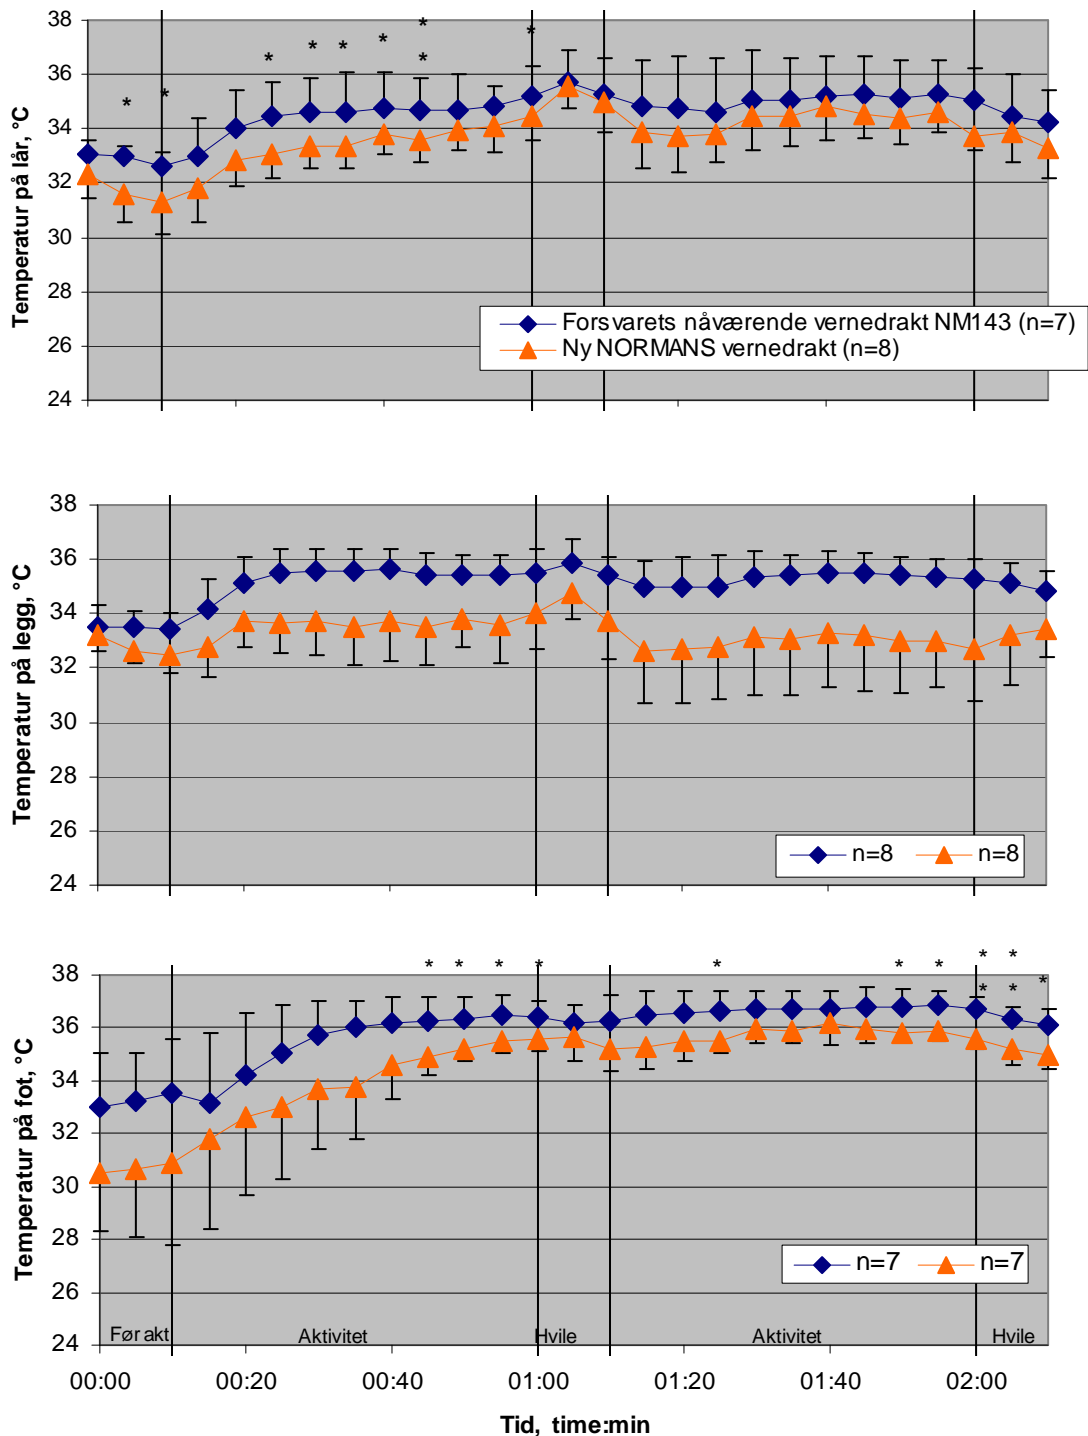 Temperatur på lår, °C
38
36
34
32
30
28
26
24
* * * * * * * * *
Forsvarets nåværende vernedrakt NM143 (n=7)
Ny NORMANS vernedrakt (n=8)
Temperatur på legg, °C
38
36
34
32
30
28
26
24
n=8 n=8
Temperatur på fot, °C
38
36
34
32
30
28
26
24
* * * * * * * * * * * *
n=7 n=7
Før akt Aktivitet Hvile Aktivitet Hvile
00:00 00:20 00:40 01:00 01:20 01:40 02:00
Tid, time:min